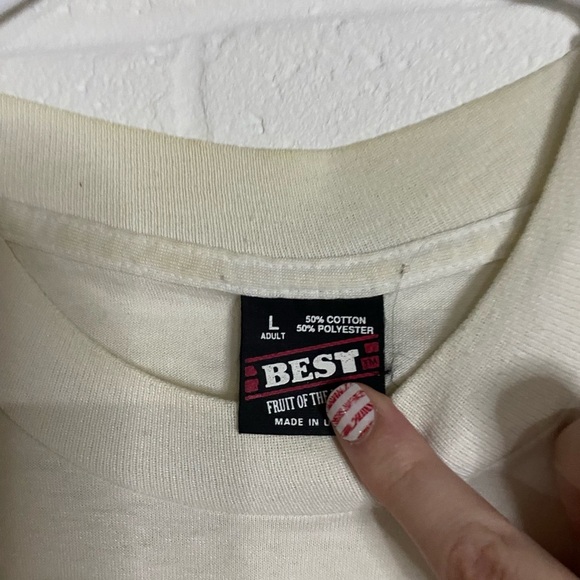 L
ADULT
50% COTTON
50% POLYESTER
BEST
FRUIT OF THE
MADE IN